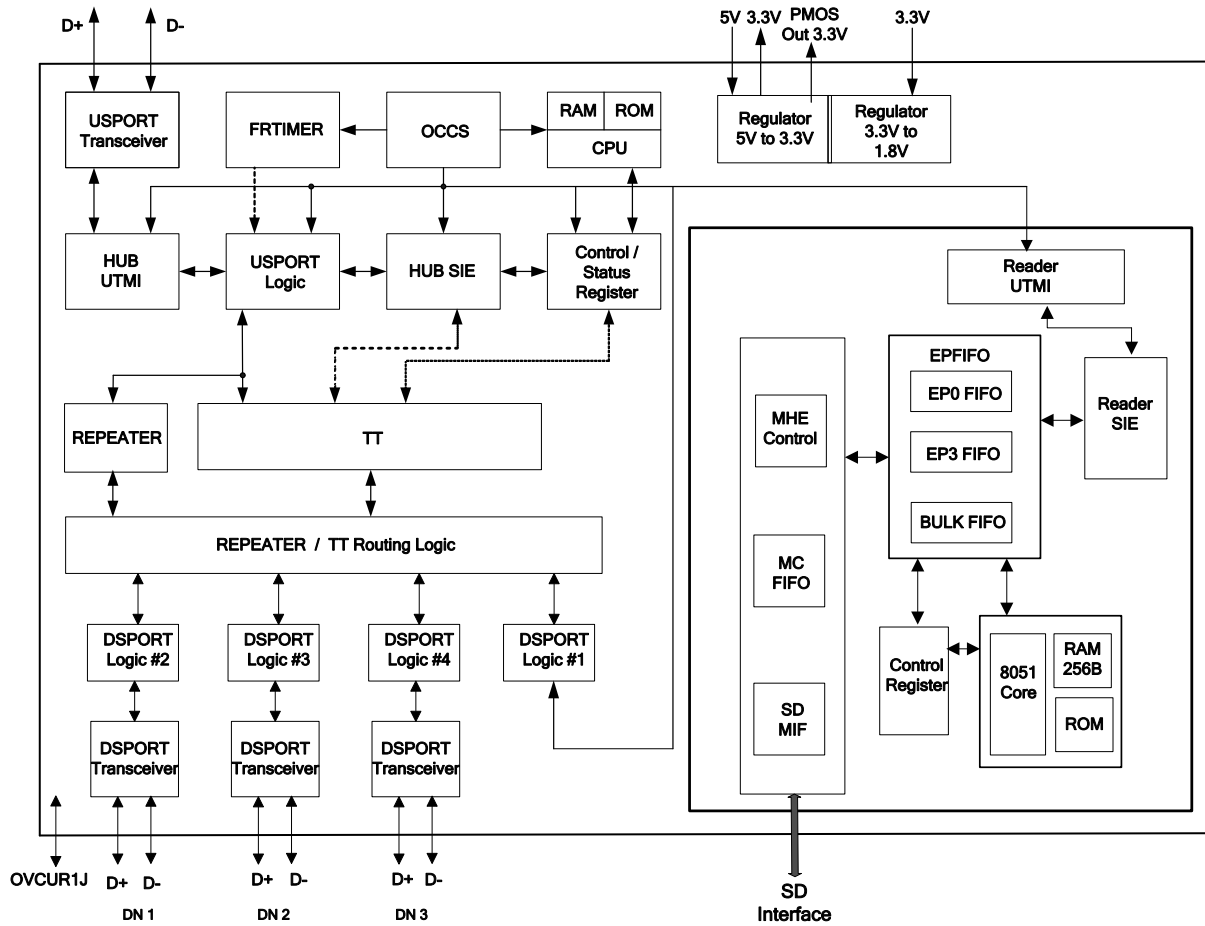 D+ D-
5V 3.3V PMOS
Out 3.3V
3.3V
USPORT
Transceiver
FRTIMER
OCCS
RAM ROM
CPU
Regulator
5V to 3.3V
Regulator
3.3V to
1.8V
HUB
UTMI
USPORT
Logic
HUB SIE
Control /
Status
Register
Reader
UTMI
EPFIFO
EP0 FIFO
EP3 FIFO
BULK FIFO
Reader
SIE
REPEATER
TT
MHE
Control
REPEATER / TT Routing Logic
MC
FIFO
DSPORT
Logic #2
DSPORT
Logic #3
DSPORT
Logic #4
DSPORT
Logic #1
Control
Register
8051
Core
RAM
256B
ROM
SD
MIF
DSPORT
Transceiver
DSPORT
Transceiver
DSPORT
Transceiver
OVCUR1J
D+ D-
D+ D-
D+ D-
DN 1
DN 2
DN 3
SD
Interface